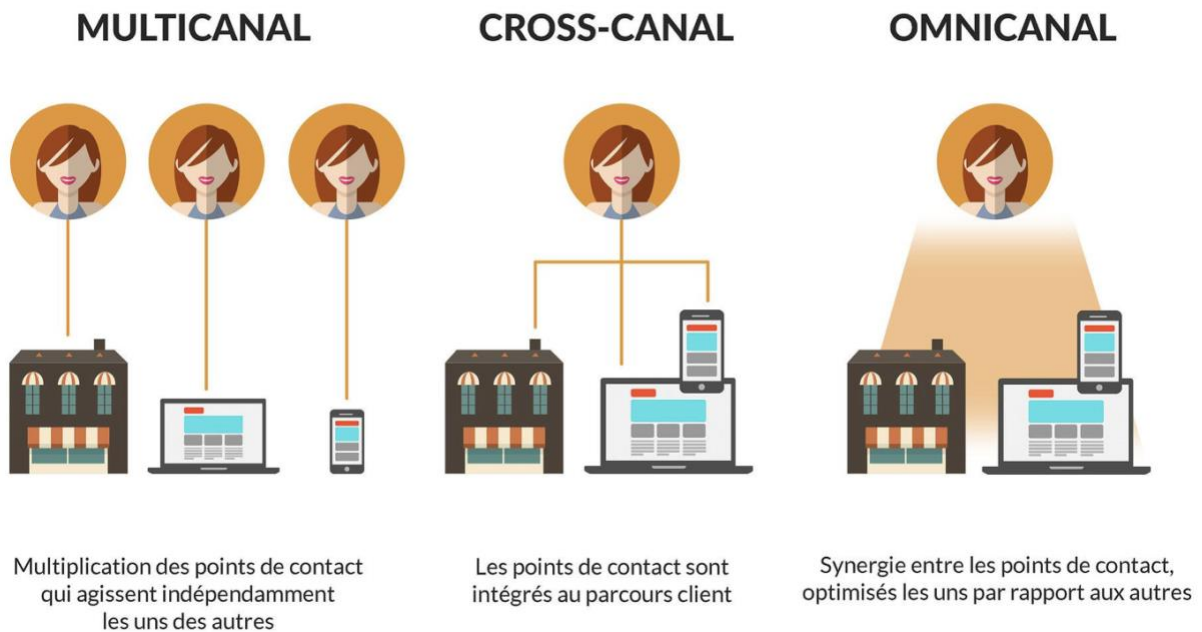 MULTICANAL
CROSS-CANAL
OMNICANAL
Multiplication des points de contact
qui agissent indépendamment
les uns des autres
Les points de contact sont
intégrés au parcours client
Synergie entre les points de contact,
optimisés les uns par rapport aux autres